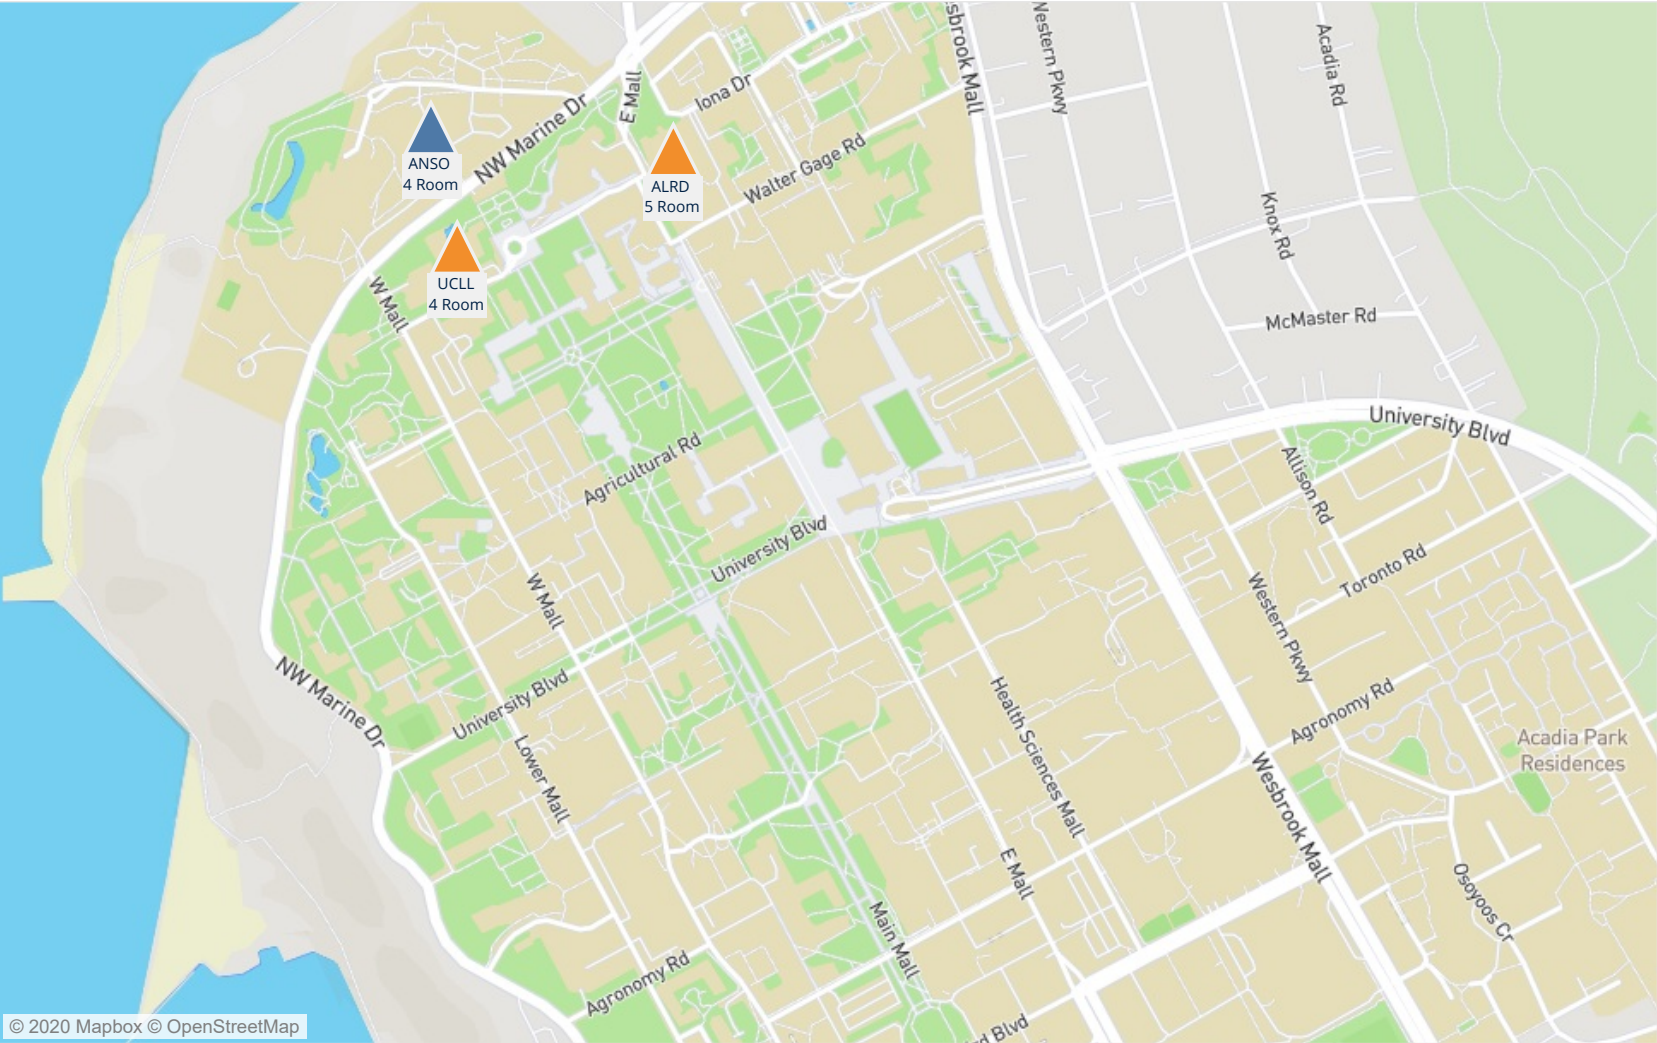 sbrook Mall
Western Pkwy
Acadia Rd
E Mall
Iona Dr
NW Marine Dr
ANSO
4 Room
ALRD
5 Room
Walter Gage Rd
Knox Rd
UCLL
4 Room
W Mall
McMaster Rd
University Blvd
Agricultural Rd
Allison Rd
University Blvd
Toronto Rd
W Mall
Western Pkwy
NW Marine Dr
University Blvd
Health Sciences Mall
Agronomy Rd
Acadia Park
Residences
Lower Mall
Wesbrook Mall
E Mall
Osoyoos Cr
Main Mall
Agronomy Rd
rd Blvd
© 2020 Mapbox © OpenStreetMap